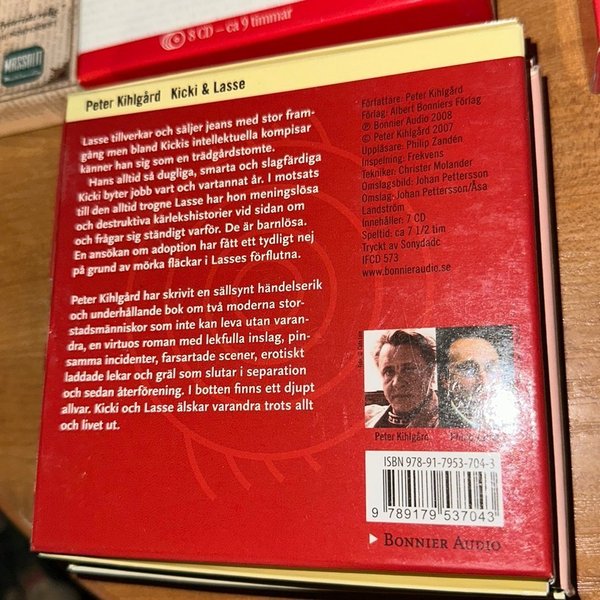 8 CD – ca 9 timmar
MASSOLIT
Peter Kihlgård Kicki & Lasse
Lasse tillverkar och säljer jeans med stor fram-
gång men bland Kickis intellektuella kompisar
känner han sig som en trädgårdstomte.
Hans alltid så dugliga, smarta och slagfärdiga
Kicki byter jobb vart och vartannat år. I motsats
till den alltid trogne Lasse har hon meningslösa
och destruktiva kärlekshistorier vid sidan om
och frågar sig ständigt varför. De är barnlösa.
En ansökan om adoption har fått ett tydligt nej
på grund av mörka fläckar i Lasses förflutna.
Peter Kihlgård har skrivit en sällsynt händelserik
och underhållande bok om två moderna stor-
stadsmänniskor som inte kan leva utan varan-
dra, en virtuos roman med lekfulla inslag, pin-
samma incidenter, farsartade scener, erotiskt
laddade lekar och gräl som slutar i separation
och sedan återförening. I botten finns ett djupt
allvar. Kicki och Lasse älskar varandra trots allt
och livet ut.
Författare: Peter Kihlgård
Förlag: Albert Bonniers Förlag
℗ Bonnier Audio 2008
© Peter Kihlgård 2007
Uppläsare: Philip Zandén
Inspelning: Frekvens
Tekniker: Christer Molander
Omslagsbild: Johan Pettersson
Omslag: Johan Pettersson/Åsa
Landström
Innehåller: 7 CD
Speltid: ca 7 1/2 tim
Tryckt av Sonydadc
IFCD 573
www.bonnieraudio.se
Peter Kihlgård
ISBN 978-91-7953-704-3
9 789179 537043
BONNIER AUDIO